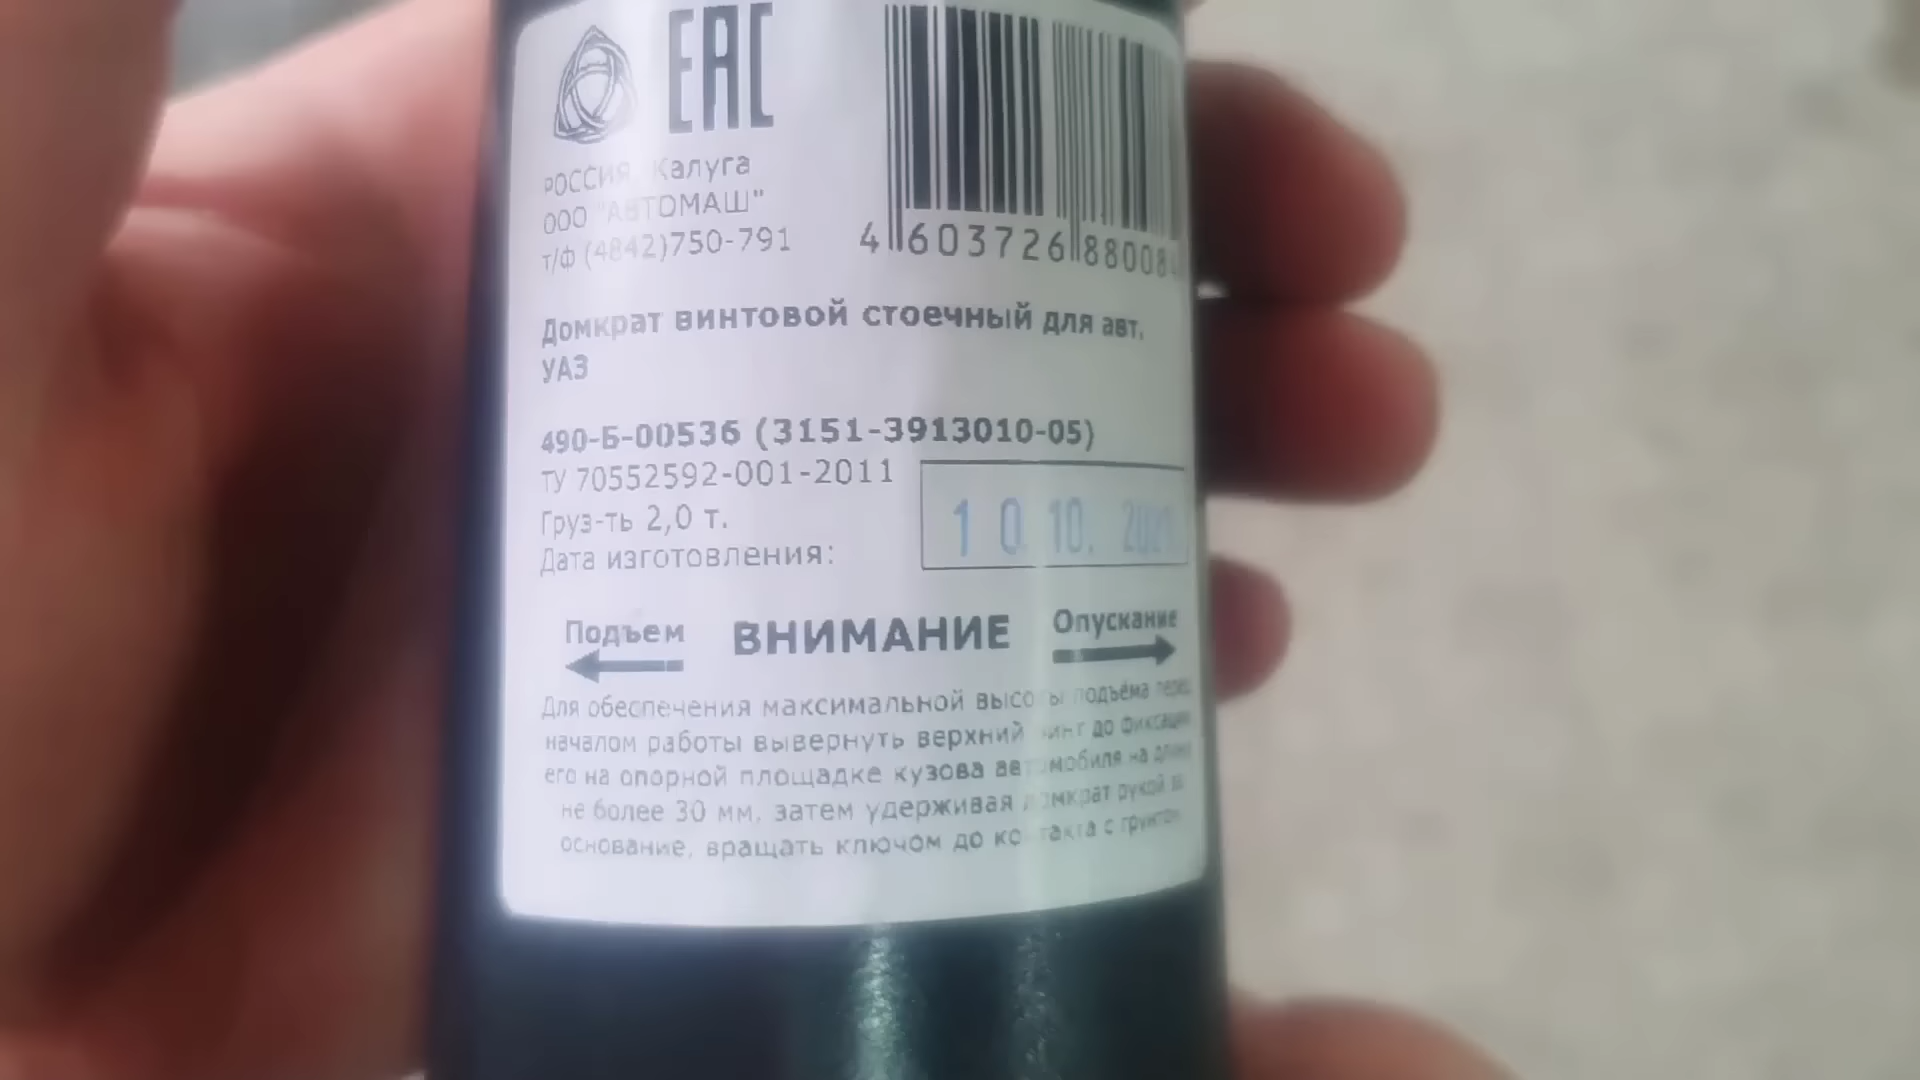 EAC
РОССИЯ, Калуга
ООО "АВТОМАШ"
т/ф (4842)750-791
4 603726 88008
Домкрат винтовой стоечный для авт.
УАЗ
490-Б-00536 (3151-3913010-05)
ТУ 70552592-001-2011
Груз-ть 2,0 т.
Дата изготовления:
10 10.
Подъем ВНИМАНИЕ Опускание
Для обеспечения максимальной высоты подъёма перед
началом работы вывернуть верхний винт до фиксации
его на опорной площадке кузова автомобиля на длину
не более 30 мм, затем удерживая домкрат рукой за
основание, вращать ключом до контакта с грунтом